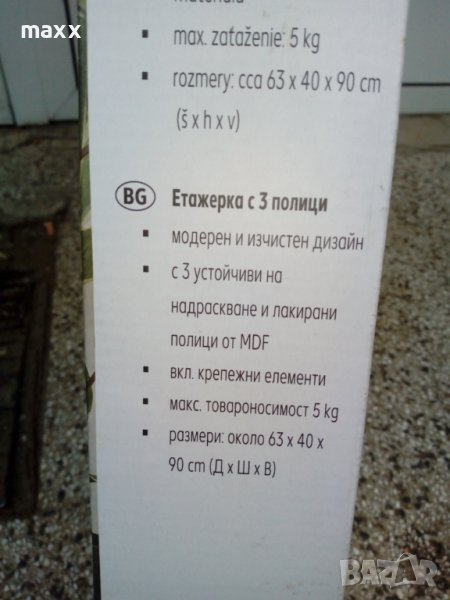 maxx
▪ max. zaťaženie: 5 kg
▪ rozmery: cca 63 x 40 x 90 cm
(š x h x v)
BG Етажерка с 3 полици
▪ модерен и изчистен дизайн
▪ с 3 устойчиви на
надраскване и лакирани
полици от MDF
▪ вкл. крепежни елементи
▪ макс. товароносимост 5 kg
▪ размери: около 63 x 40 x
90 cm (Д x Ш x В)
BAZAR